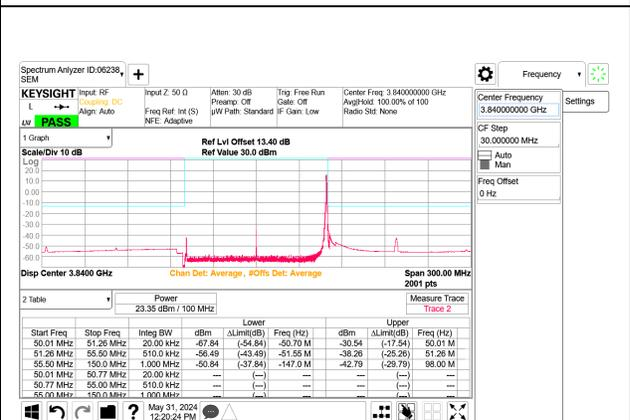 Spectrum Anlyzer ID:06238
SEM
+
Frequency
KEYSIGHT
Input: RF
Coupling: DC
Align: Auto
Input Z: 50 Ω
Freq Ref: Int (S)
NFE: Adaptive
Atten: 30 dB
Preamp: Off
µW Path: Standard
Trig: Free Run
Gate: Off
IF Gain: Low
Center Freq: 3.840000000 GHz
Avg|Hold: 100.00% of 100
Radio Std: None
L
LNI PASS
Center Frequency
3.840000000 GHz
Settings
CF Step
30.000000 MHz
Auto
Man
Freq Offset
0 Hz
1 Graph
Scale/Div 10 dB
Ref Lvl Offset 13.40 dB
Ref Value 30.0 dBm
Log
20.0
10.0
0.00
-10.0
-20.0
-30.0
-40.0
-50.0
-60.0
Disp Center 3.8400 GHz
Chan Det: Average, #Offs Det: Average
Span 300.00 MHz
2001 pts
2 Table
Power
23.35 dBm / 100 MHz
Measure Trace
Trace 2
Lower Upper
Start Freq Stop Freq Integ BW dBm ΔLimit(dB) Freq (Hz) dBm ΔLimit(dB) Freq (Hz)
50.01 MHz 51.26 MHz 20.00 kHz -67.84 (-54.84) -50.70 M -30.54 (-17.54) 50.01 M
51.26 MHz 55.50 MHz 510.0 kHz -56.49 (-43.49) -51.55 M -38.26 (-25.26) 51.26 M
55.50 MHz 150.0 MHz 1.000 MHz -50.84 (-37.84) -147.0 M -42.79 (-29.79) 98.00 M
50.01 MHz 50.77 MHz 20.00 kHz --- (---) --- --- (---) ---
50.77 MHz 55.00 MHz 510.0 kHz --- (---) --- --- (---) ---
55.00 MHz 150.0 MHz 1.000 MHz --- (---) --- --- (---) ---
?
May 31, 2024
12:20:24 PM